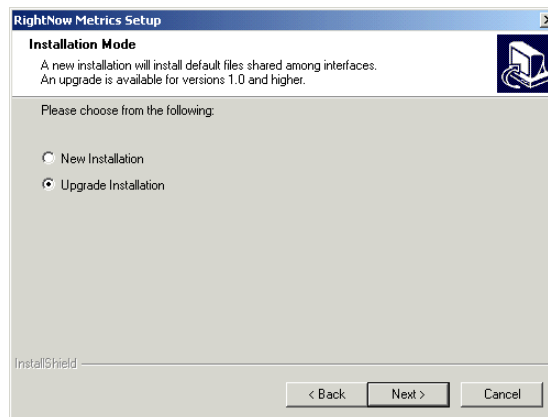 RightNow Metrics Setup
Installation Mode
A new installation will install default files shared among interfaces.
An upgrade is available for versions 1.0 and higher.
Please choose from the following:
New Installation
Upgrade Installation
InstallShield
< Back
Next >
Cancel